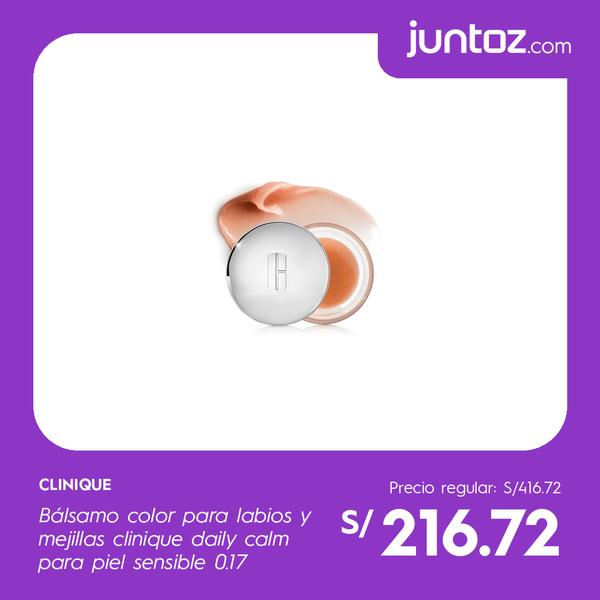 juntoz.com
CLINIQUE
Bálsamo color para labios y
mejillas clinique daily calm
para piel sensible 0.17
Precio regular: S/416.72
S/ 216.72